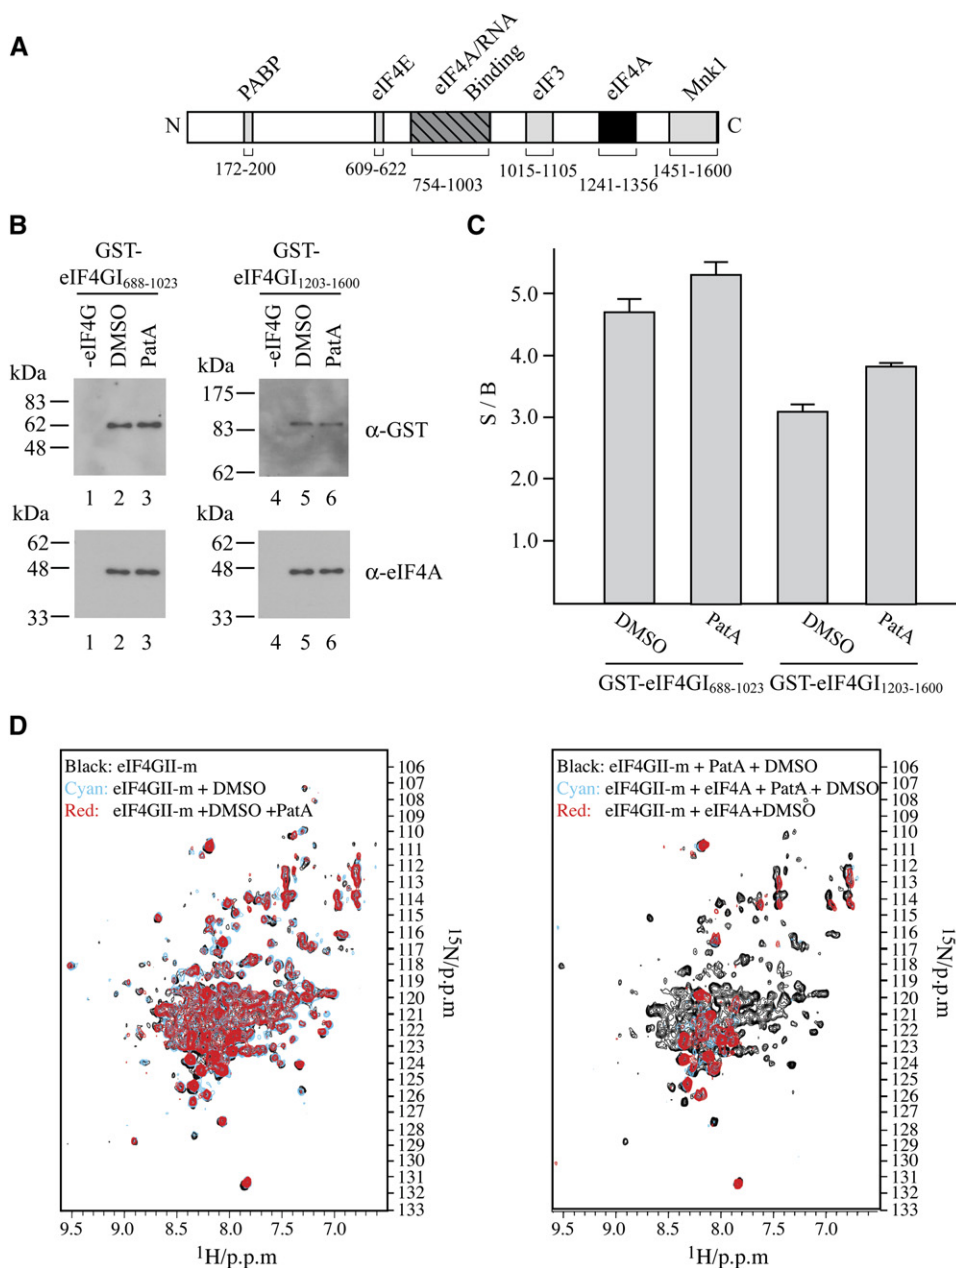 A
PABP
eIF4E
eIF4A/RNA
Binding
eIF3
eIF4A
Mnk1
N
C
172-200
609-622
754-1003
1015-1105
1241-1356
1451-1600
B
GST-
eIF4GI688-1023
GST-
eIF4GI1203-1600
-eIF4G
DMSO
PatA
-eIF4G
DMSO
PatA
kDa
83
62
48
kDa
175
83
62
α-GST
1 2 3
4 5 6
kDa
62
48
33
kDa
62
48
33
α-eIF4A
1 2 3
4 5 6
C
S / B
5.0
4.0
3.0
2.0
1.0
DMSO
PatA
DMSO
PatA
GST-eIF4GI688-1023
GST-eIF4GI1203-1600
D
Black: eIF4GII-m
Cyan: eIF4GII-m + DMSO
Red: eIF4GII-m +DMSO +PatA
106
107
108
109
110
111
112
113
114
115
116
117
118
119
120
121
122
123
124
125
126
127
128
129
130
131
132
133
15N/p.p.m
9.5 9.0 8.5 8.0 7.5 7.0
1H/p.p.m
Black: eIF4GII-m + PatA + DMSO
Cyan: eIF4GII-m + eIF4A + PatA + DMSO
Red: eIF4GII-m + eIF4A+DMSO
106
107
108
109
110
111
112
113
114
115
116
117
118
119
120
121
122
123
124
125
126
127
128
129
130
131
132
133
15N/p.p.m
9.5 9.0 8.5 8.0 7.5 7.0
1H/p.p.m